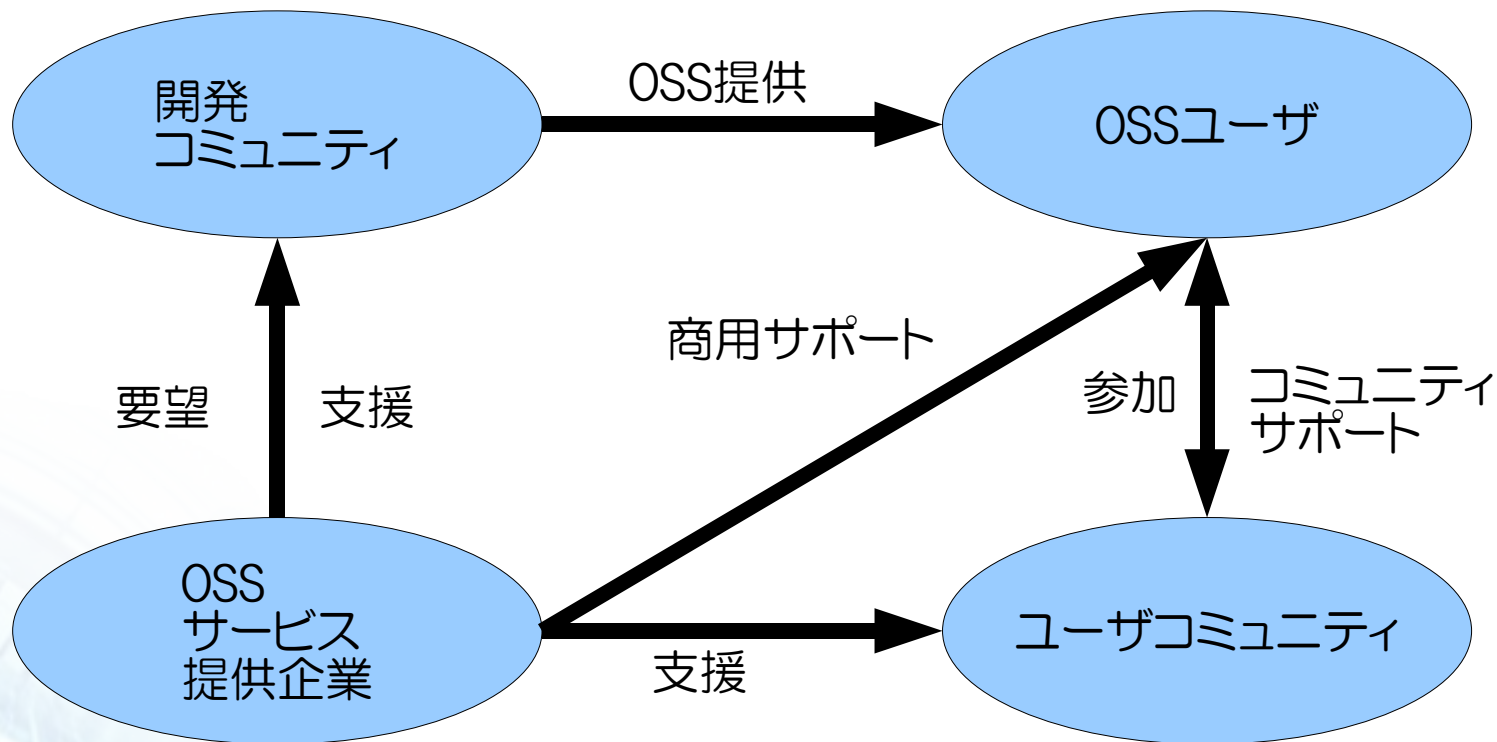 開発
コミュニティ
OSS提供
OSSユーザ
商用サポート
要望
支援
参加
コミュニティ
サポート
OSS
サービス
提供企業
支援
ユーザコミュニティ